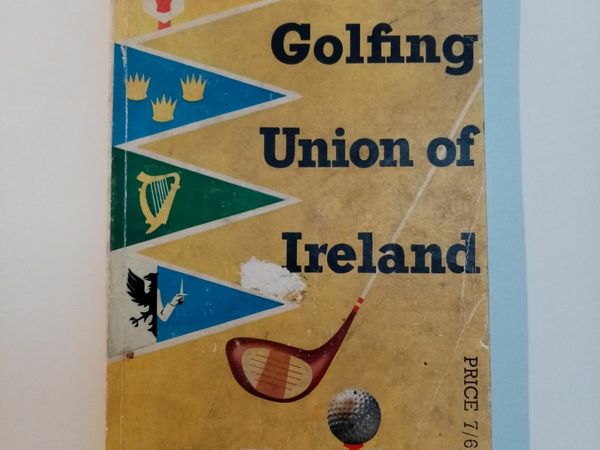 Golfing
Union of
Ireland
PRICE 7/6